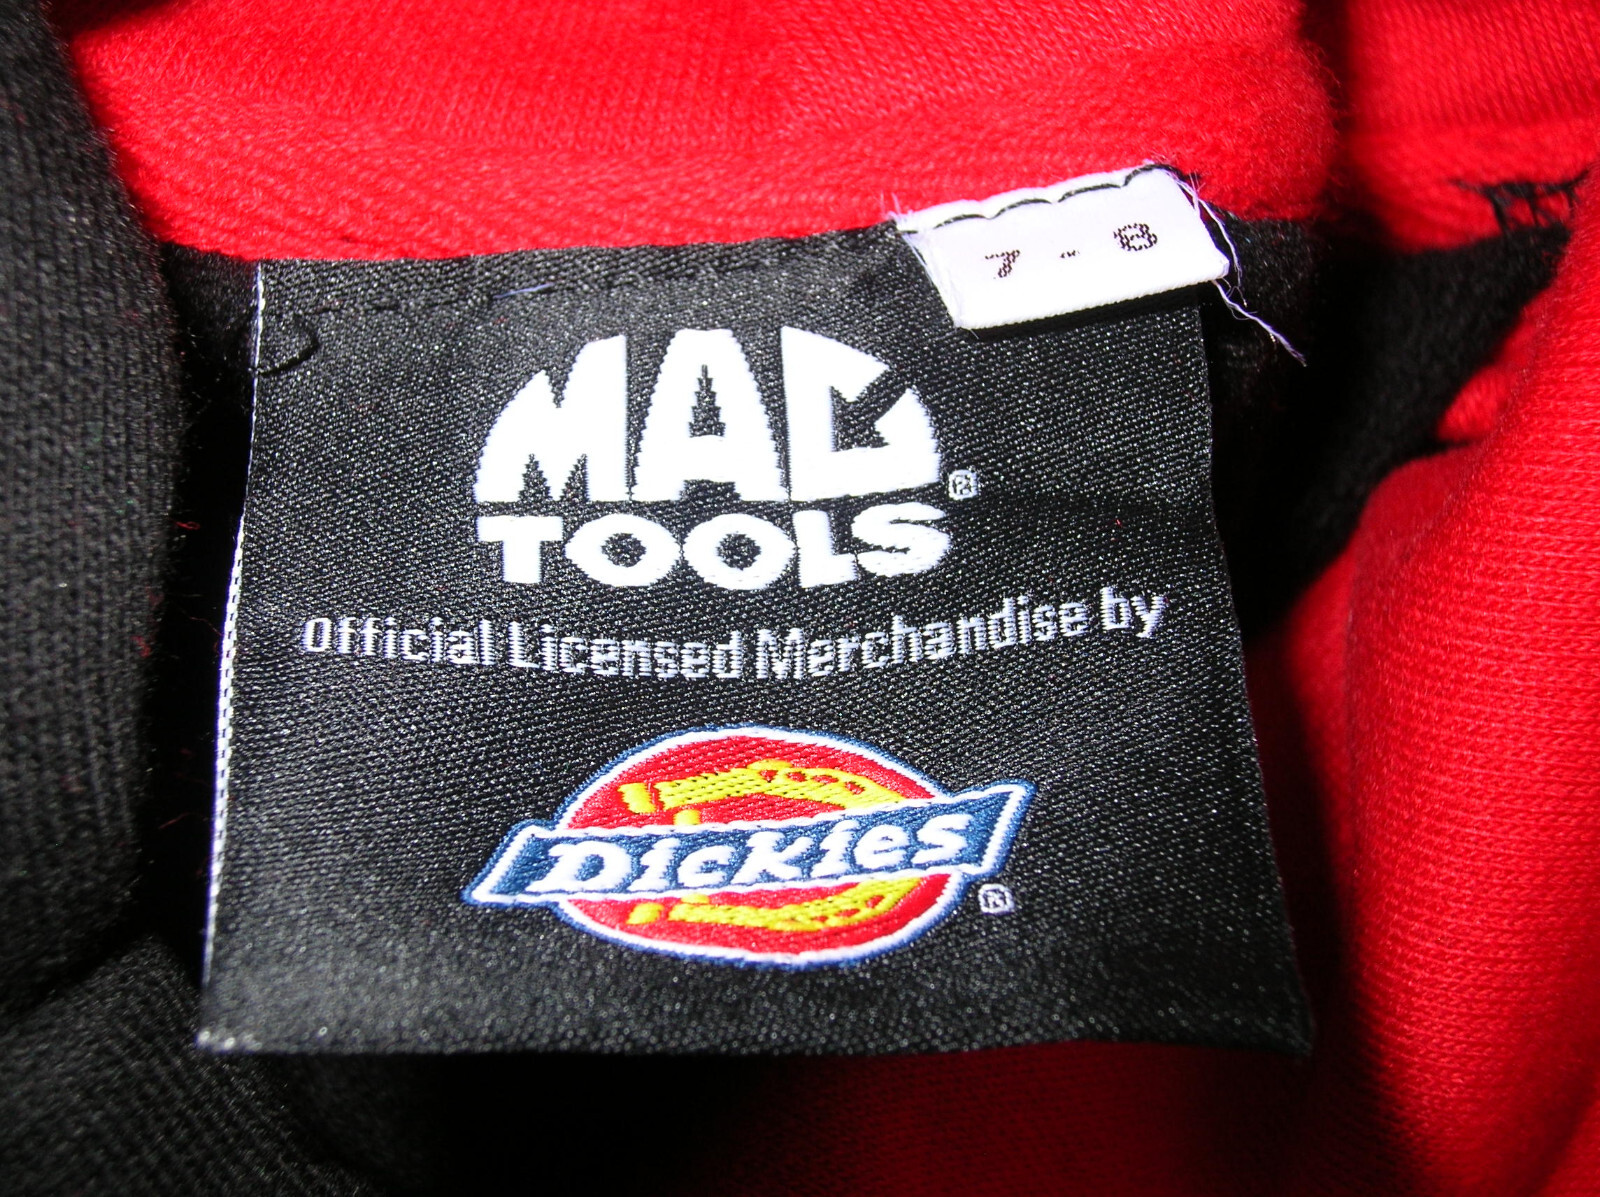 7 - 8
MAC
®
TOOLS
Official Licensed Merchandise by
Dickies
®